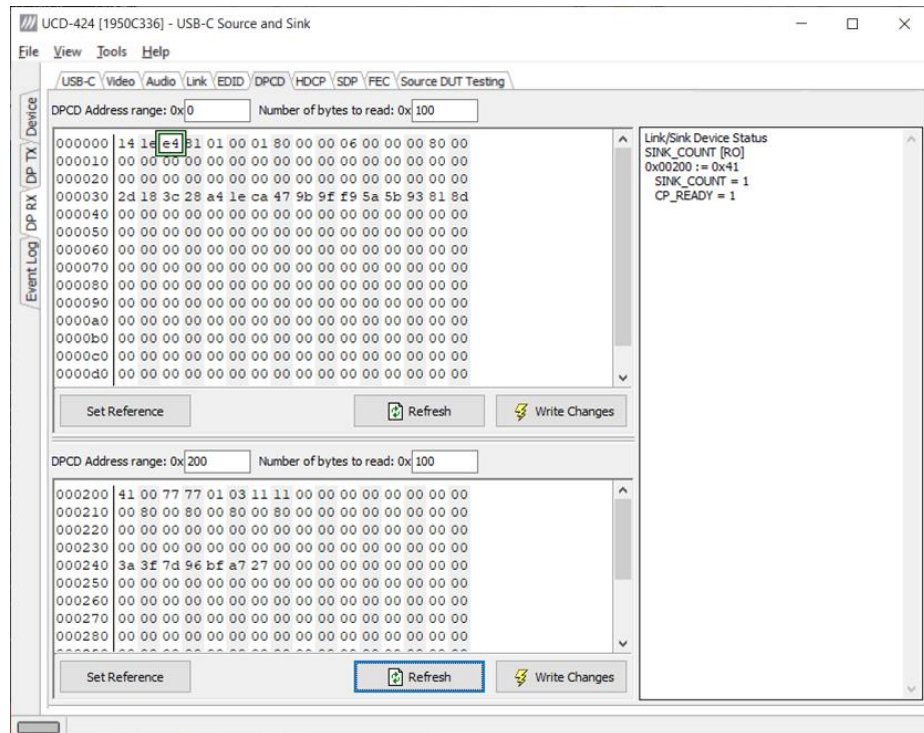 UCD-424 [1950C336] - USB-C Source and Sink
File View Tools Help
USB-C Video Audio Link EDID DPCD HDCP SDP FEC Source DUT Testing
Device
DP TX
DP RX
Event Log
DPCD Address range: 0x 0 Number of bytes to read: 0x 100
000000 14 1e e4 81 01 00 01 80 00 00 06 00 00 00 80 00
000010 00 00 00 00 00 00 00 00 00 00 00 00 00 00 00 00
000020 00 00 00 00 00 00 00 00 00 00 00 00 00 00 00 00
000030 2d 18 3c 28 a4 1e ca 47 9b 9f f9 5a 5b 93 81 8d
000040 00 00 00 00 00 00 00 00 00 00 00 00 00 00 00 00
000050 00 00 00 00 00 00 00 00 00 00 00 00 00 00 00 00
000060 00 00 00 00 00 00 00 00 00 00 00 00 00 00 00 00
000070 00 00 00 00 00 00 00 00 00 00 00 00 00 00 00 00
000080 00 00 00 00 00 00 00 00 00 00 00 00 00 00 00 00
000090 00 00 00 00 00 00 00 00 00 00 00 00 00 00 00 00
0000a0 00 00 00 00 00 00 00 00 00 00 00 00 00 00 00 00
0000b0 00 00 00 00 00 00 00 00 00 00 00 00 00 00 00 00
0000c0 00 00 00 00 00 00 00 00 00 00 00 00 00 00 00 00
0000d0 00 00 00 00 00 00 00 00 00 00 00 00 00 00 00 00
Set Reference Refresh Write Changes
DPCD Address range: 0x 200 Number of bytes to read: 0x 100
000200 41 00 77 77 01 03 11 11 00 00 00 00 00 00 00 00
000210 00 80 00 80 00 80 00 80 00 00 00 00 00 00 00 00
000220 00 00 00 00 00 00 00 00 00 00 00 00 00 00 00 00
000230 00 00 00 00 00 00 00 00 00 00 00 00 00 00 00 00
000240 3a 3f 7d 96 bf a7 27 00 00 00 00 00 00 00 00 00
000250 00 00 00 00 00 00 00 00 00 00 00 00 00 00 00 00
000260 00 00 00 00 00 00 00 00 00 00 00 00 00 00 00 00
000270 00 00 00 00 00 00 00 00 00 00 00 00 00 00 00 00
000280 00 00 00 00 00 00 00 00 00 00 00 00 00 00 00 00
Set Reference Refresh Write Changes
Link/Sink Device Status
SINK_COUNT [RO]
0x00200 := 0x41
SINK_COUNT = 1
CP_READY = 1